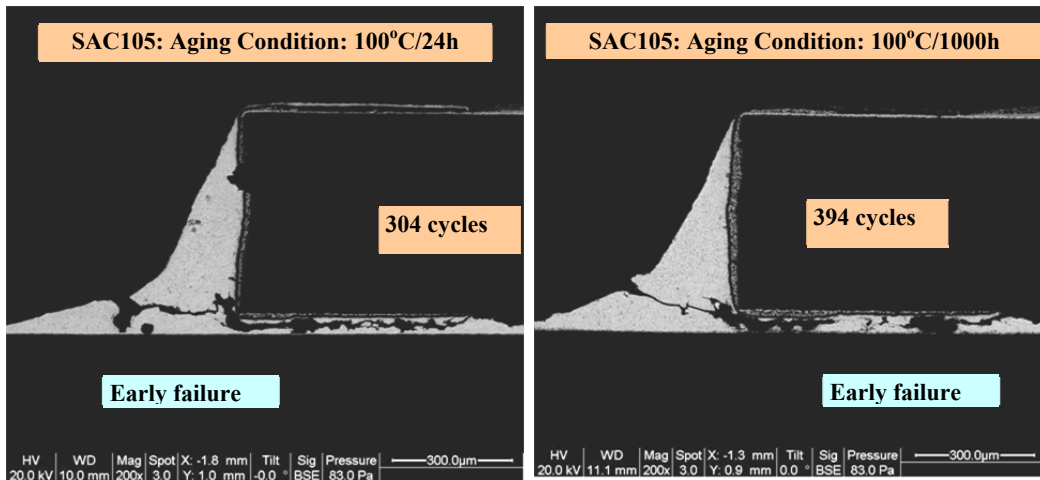 SAC105: Aging Condition: 100°C/24h
304 cycles
Early failure
HV WD Mag Spot X: -1.8 mm Tilt Sig Pressure 300.0µm
20.0 kV 10.0 mm 200x 3.0 Y: 1.0 mm -0.0 ° BSE 83.0 Pa
SAC105: Aging Condition: 100°C/1000h
394 cycles
Early failure
HV WD Mag Spot X: -1.3 mm Tilt Sig Pressure 300.0µm
20.0 kV 11.1 mm 200x 3.0 Y: 0.9 mm 0.0 ° BSE 83.0 Pa